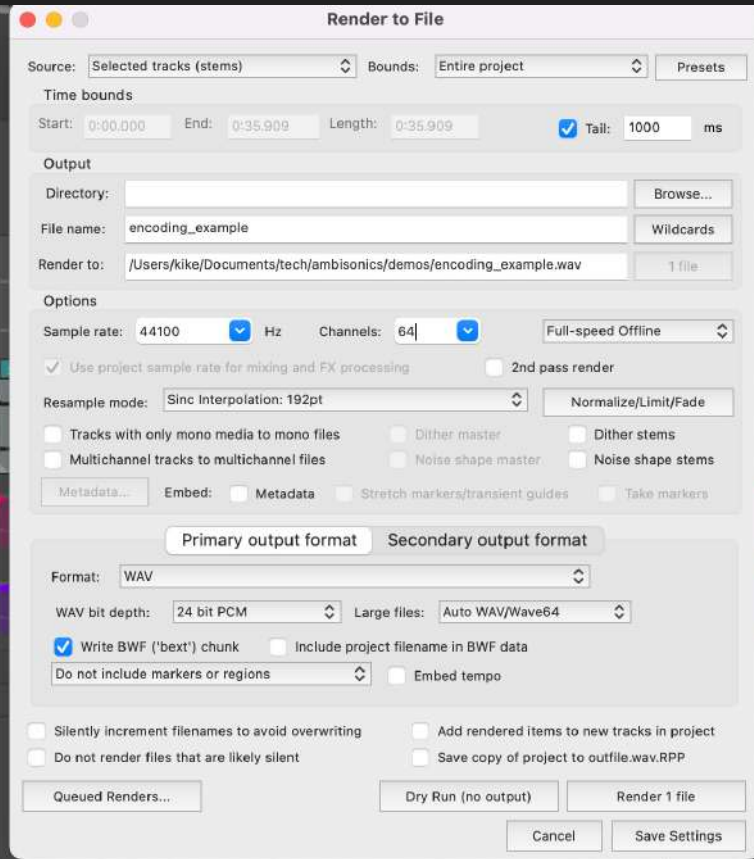 Render to File
Source: Selected tracks (stems) Bounds: Entire project Presets
Time bounds
Start: 0:00.000 End: 0:35.909 Length: 0:35.909 Tail: 1000 ms
Output
Directory: Browse...
File name: encoding_example Wildcards
Render to: /Users/kike/Documents/tech/ambisonics/demos/encoding_example.wav 1 file
Options
Sample rate: 44100 Hz Channels: 64 Full-speed Offline
Use project sample rate for mixing and FX processing 2nd pass render
Resample mode: Sinc Interpolation: 192pt Normalize/Limit/Fade
Tracks with only mono media to mono files Dither master Dither stems
Multichannel tracks to multichannel files Noise shape master Noise shape stems
Metadata... Embed: Metadata Stretch markers/transient guides Take markers
Primary output format Secondary output format
Format: WAV
WAV bit depth: 24 bit PCM Large files: Auto WAV/Wave64
Write BWF ('bext') chunk Include project filename in BWF data
Do not include markers or regions Embed tempo
Silently increment filenames to avoid overwriting Add rendered items to new tracks in project
Do not render files that are likely silent Save copy of project to outfile.wav.RPP
Queued Renders... Dry Run (no output) Render 1 file
Cancel Save Settings